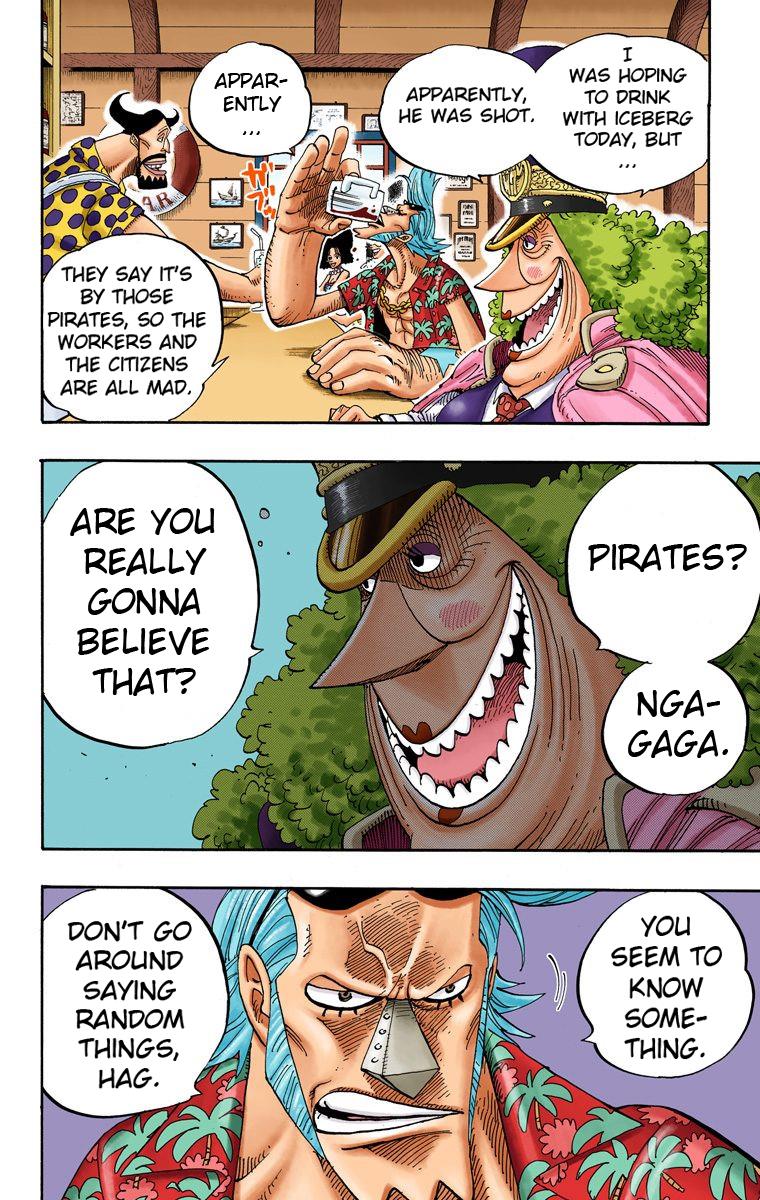 I
WAS HOPING
TO DRINK
WITH ICEBERG
TODAY, BUT
...
APPARENTLY,
HE WAS SHOT.
APPAR-
ENTLY
...
THEY SAY IT'S
BY THOSE
PIRATES, SO THE
WORKERS AND
THE CITIZENS
ARE ALL MAD.
PIRATES?
NGA-
GAGA.
ARE YOU
REALLY
GONNA
BELIEVE
THAT?
YOU
SEEM TO
KNOW
SOME-
THING.
DON'T GO
AROUND
SAYING
RANDOM
THINGS,
HAG.